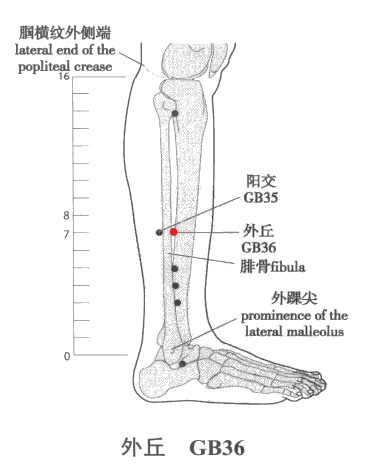 腘横纹外侧端
lateral end of the
popliteal crease
16
阳交
GB35
8
7
外丘
GB36
腓骨fibula
外踝尖
prominence of the
lateral malleolus
0
外丘 GB36